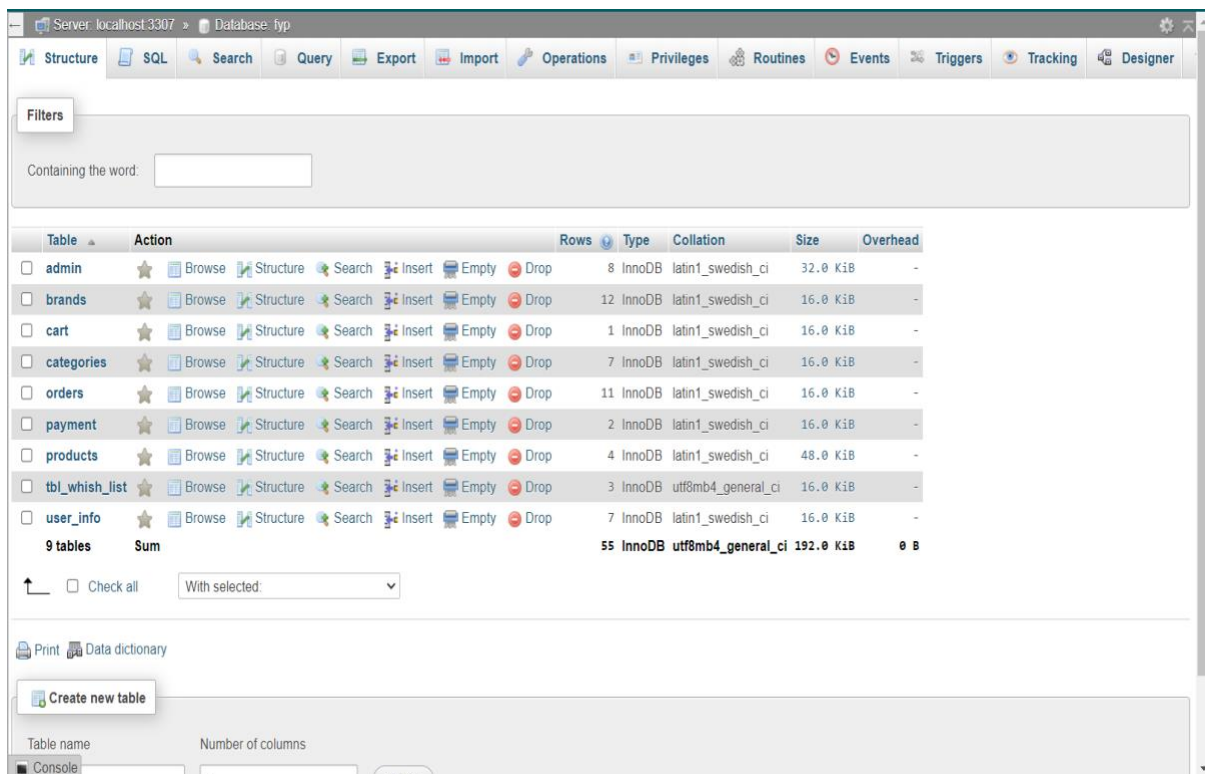 Server: localhost:3307 » Database: fyp
Structure SQL Search Query Export Import Operations Privileges Routines Events Triggers Tracking Designer
Filters
Containing the word:
Table Action Rows Type Collation Size Overhead
admin Browse Structure Search Insert Empty Drop 8 InnoDB latin1_swedish_ci 32.0 KiB -
brands Browse Structure Search Insert Empty Drop 12 InnoDB latin1_swedish_ci 16.0 KiB -
cart Browse Structure Search Insert Empty Drop 1 InnoDB latin1_swedish_ci 16.0 KiB -
categories Browse Structure Search Insert Empty Drop 7 InnoDB latin1_swedish_ci 16.0 KiB -
orders Browse Structure Search Insert Empty Drop 11 InnoDB latin1_swedish_ci 16.0 KiB -
payment Browse Structure Search Insert Empty Drop 2 InnoDB latin1_swedish_ci 16.0 KiB -
products Browse Structure Search Insert Empty Drop 4 InnoDB latin1_swedish_ci 48.0 KiB -
tbl_whish_list Browse Structure Search Insert Empty Drop 3 InnoDB utf8mb4_general_ci 16.0 KiB -
user_info Browse Structure Search Insert Empty Drop 7 InnoDB latin1_swedish_ci 16.0 KiB -
9 tables Sum 55 InnoDB utf8mb4_general_ci 192.0 KiB 0 B
Check all With selected:
Print Data dictionary
Create new table
Table name Number of columns
Console